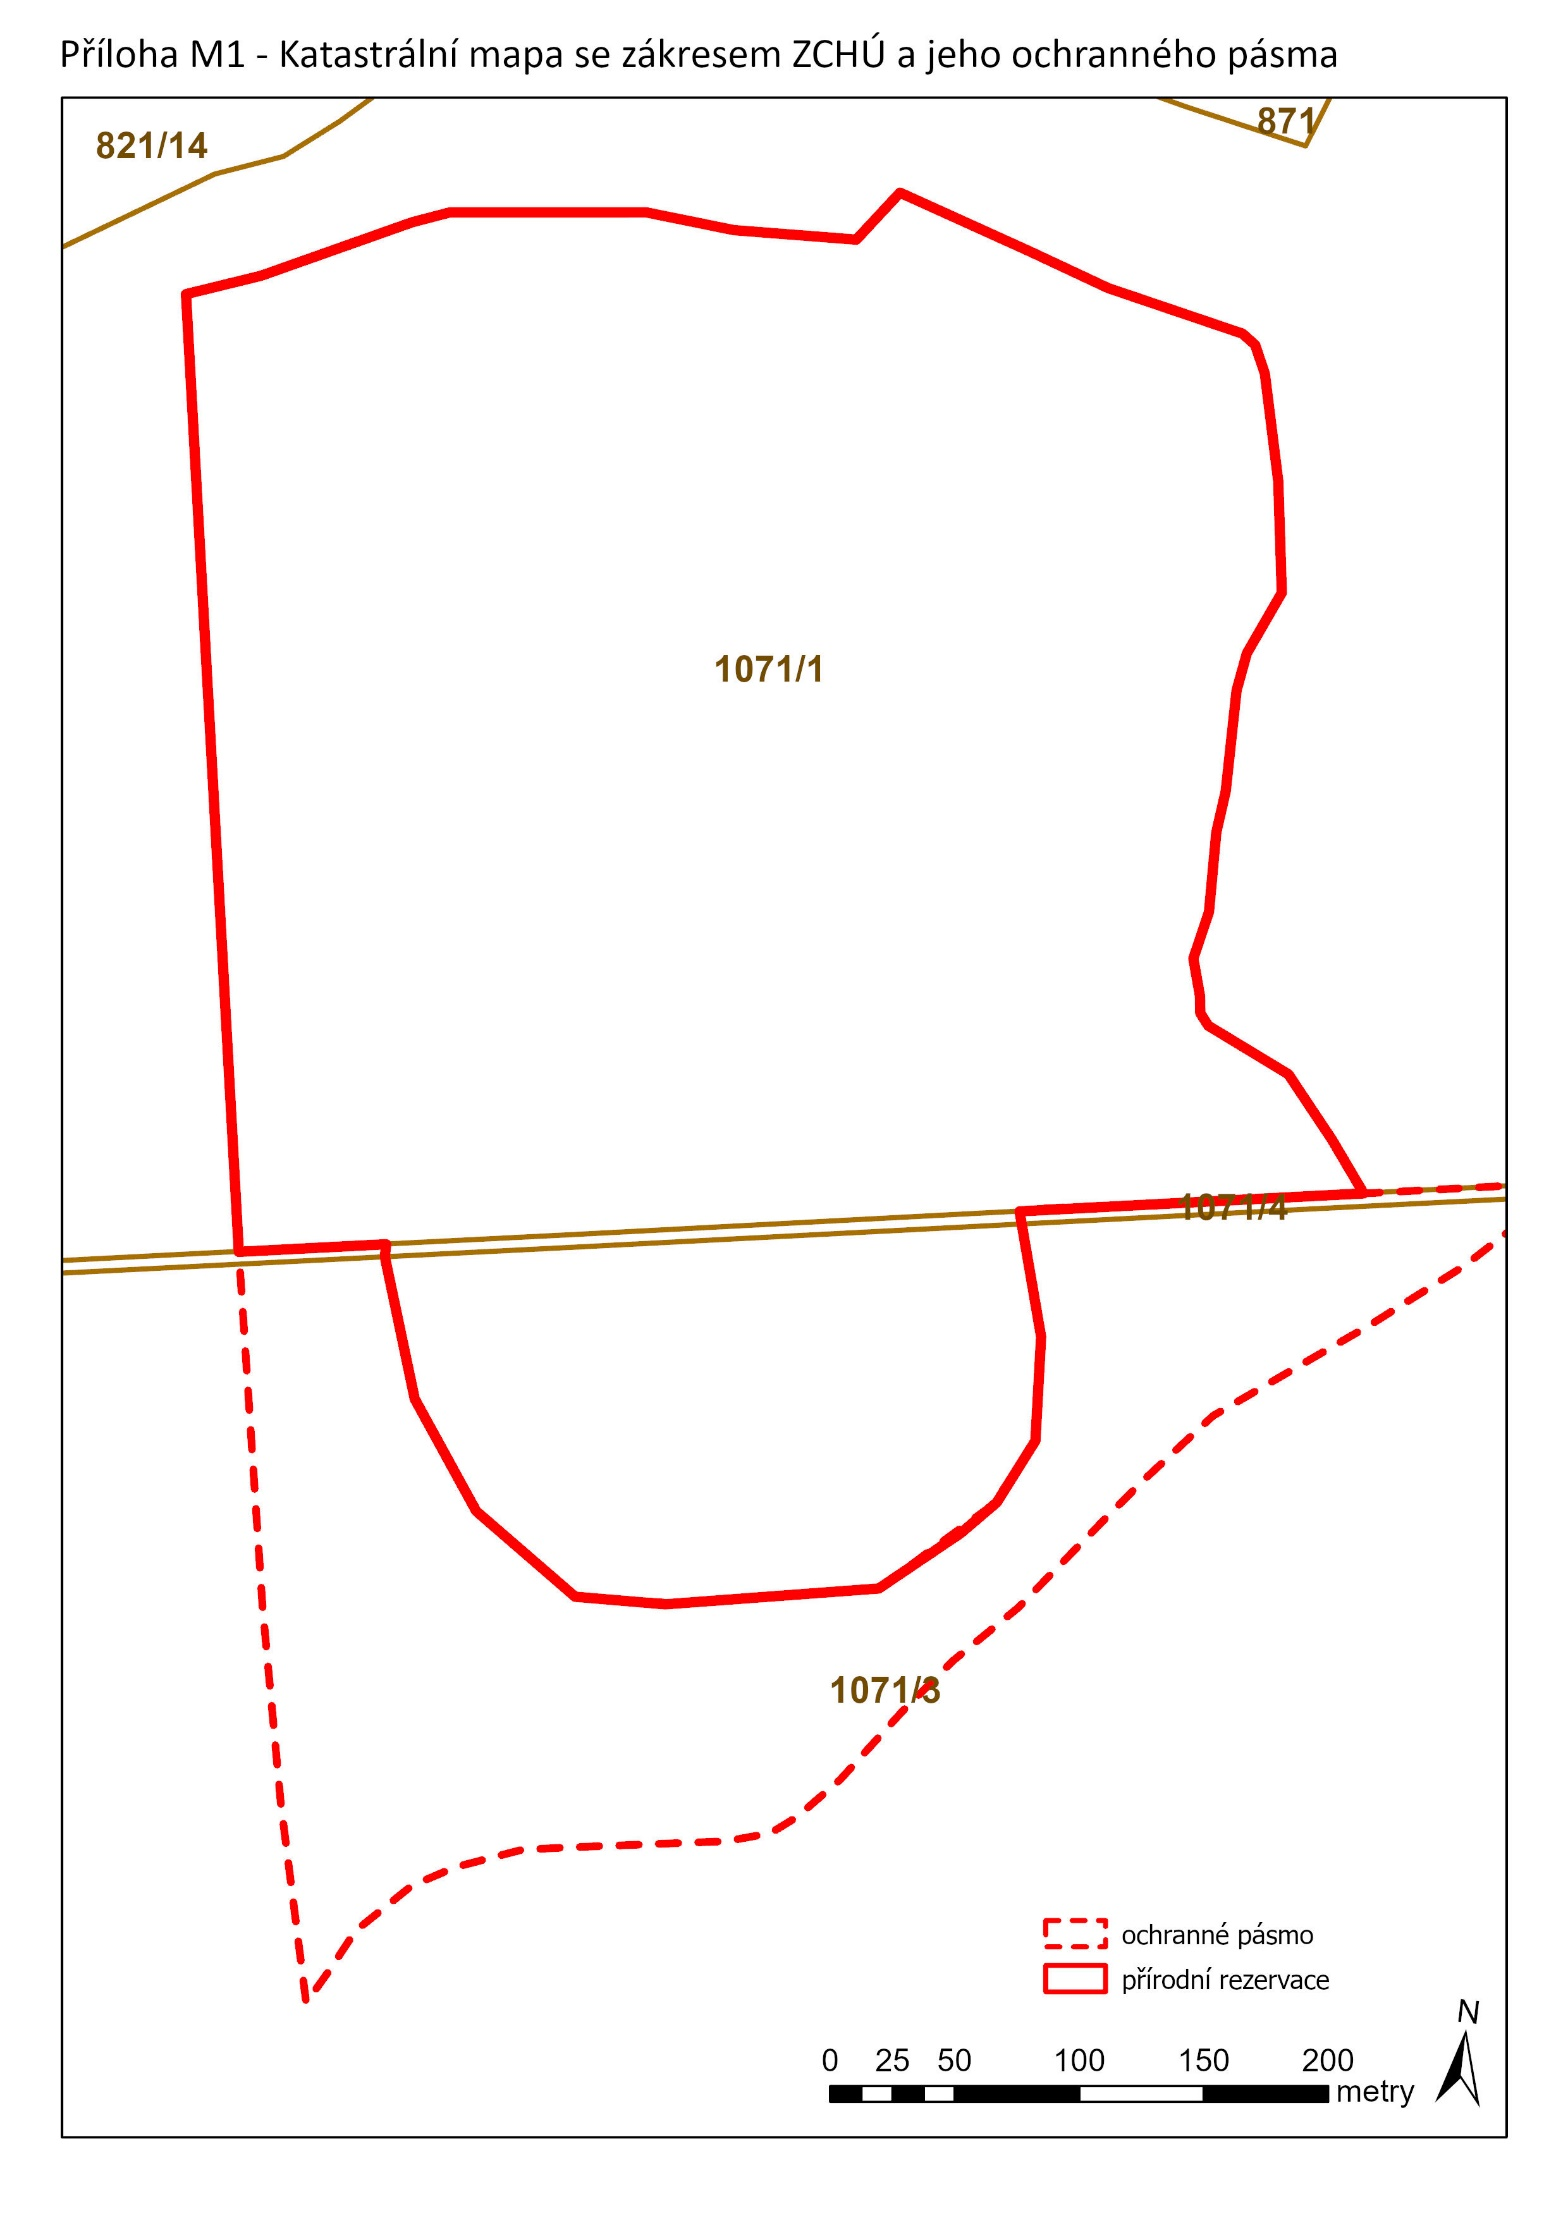 Příloha M1 - Katastrální mapa se zákresem ZCHÚ a jeho ochranného pásma
821/14
871
1071/1
1071/4
1071/3
ochranné pásmo
přírodní rezervace
N
0 25 50 100 150 200
metry